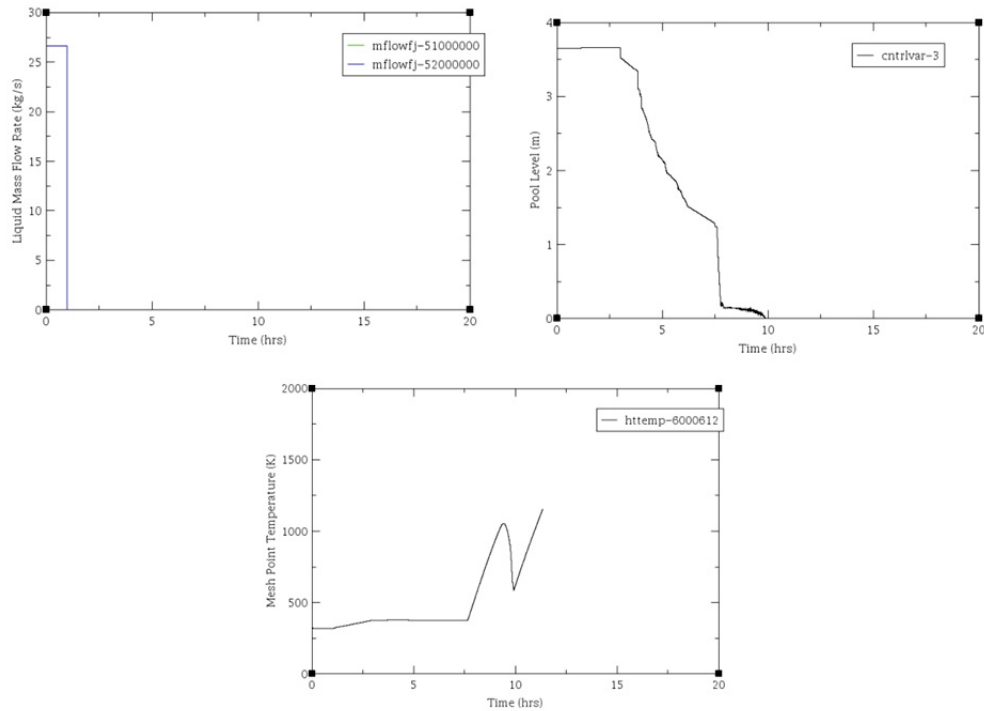 30
25
20
15
10
5
0
Liquid Mass Flow Rate (kg/s)
mflowfj-51000000
mflowfj-52000000
0 5 10 15 20
Time (hrs)
4
3
2
1
0
Pool Level (m)
cntrlvar-3
0 5 10 15 20
Time (hrs)
2000
1500
1000
500
0
Mesh Point Temperature (K)
httemp-6000612
0 5 10 15 20
Time (hrs)